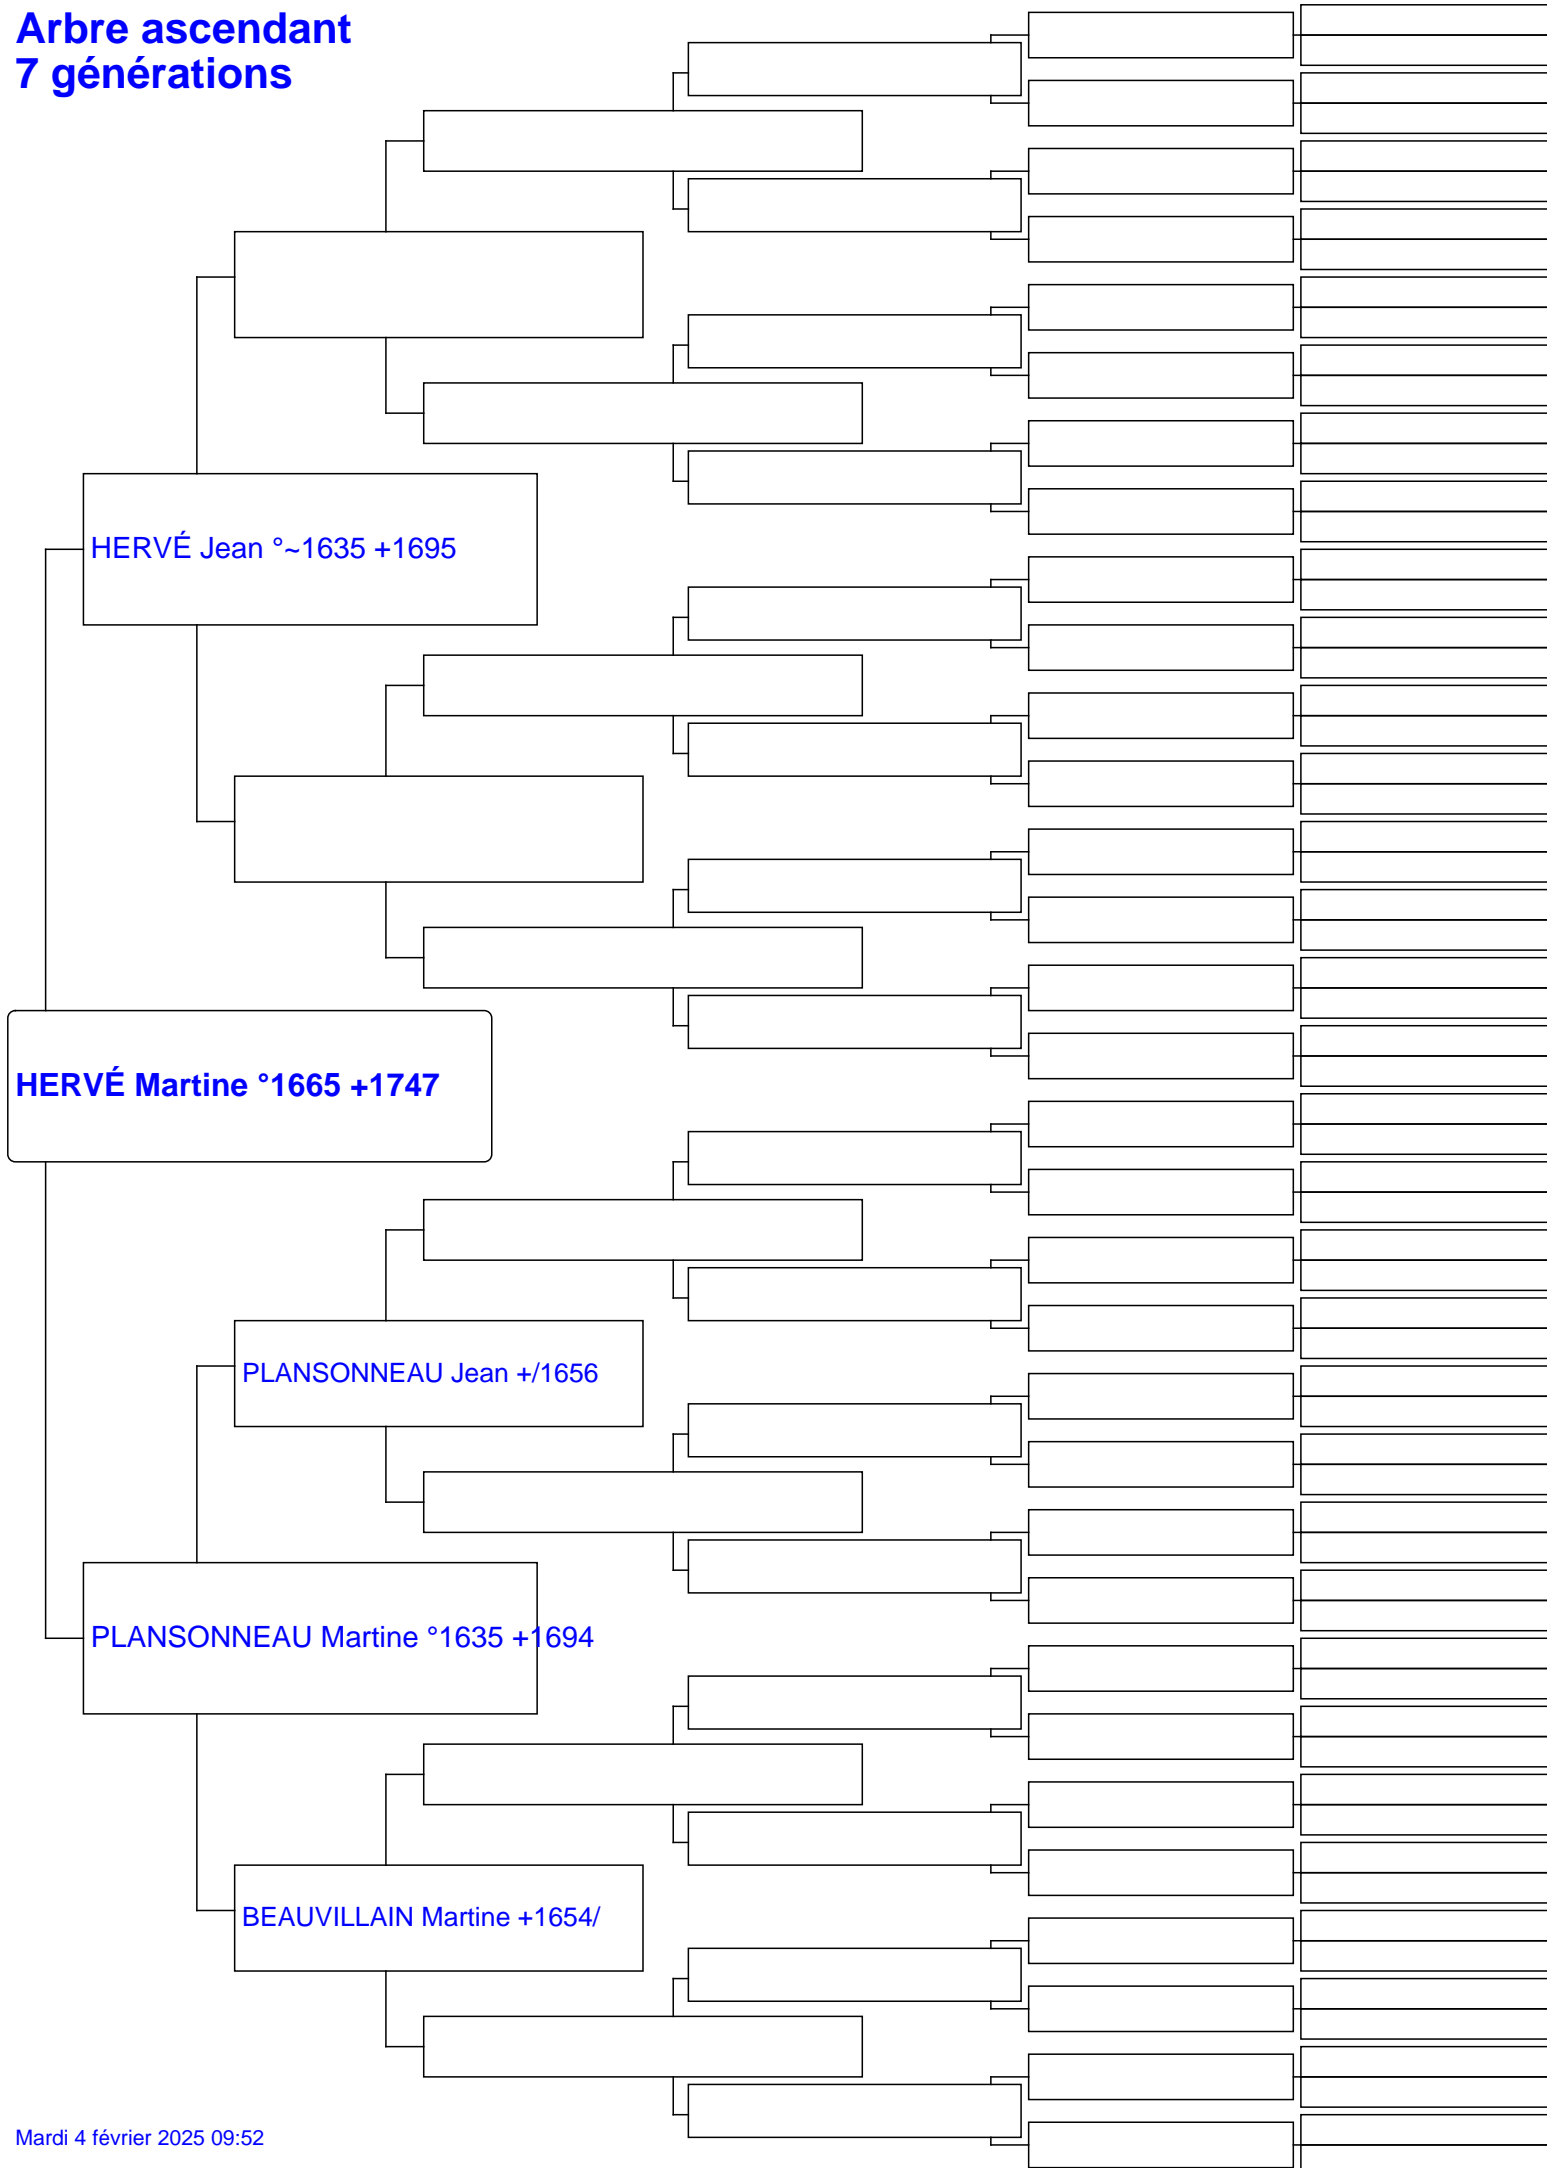 Arbre ascendant
7 générations
HERVÉ Jean °~1635 +1695
HERVÉ Martine °1665 +1747
PLANSONNEAU Jean +/1656
PLANSONNEAU Martine °1635 +1694
BEAUVILLAIN Martine +1654/
Mardi 4 février 2025 09:52